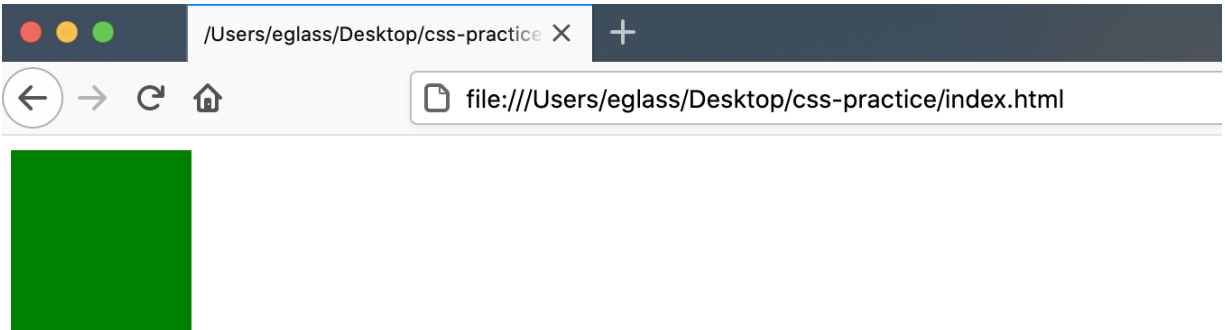 /Users/eglass/Desktop/css-practice
file:///Users/eglass/Desktop/css-practice/index.html